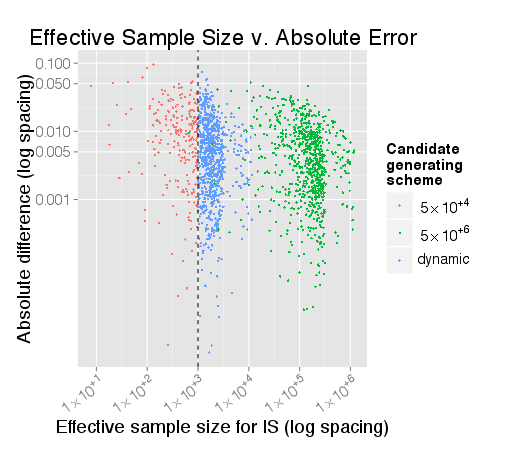 Effective Sample Size v. Absolute Error
Absolute difference (log spacing)
0.100
0.050
0.010
0.005
0.001
1×10⁺¹
1×10⁺²
1×10⁺³
1×10⁺⁴
1×10⁺⁵
1×10⁺⁶
Effective sample size for IS (log spacing)
Candidate
generating
scheme
5×10⁺⁴
5×10⁺⁶
dynamic